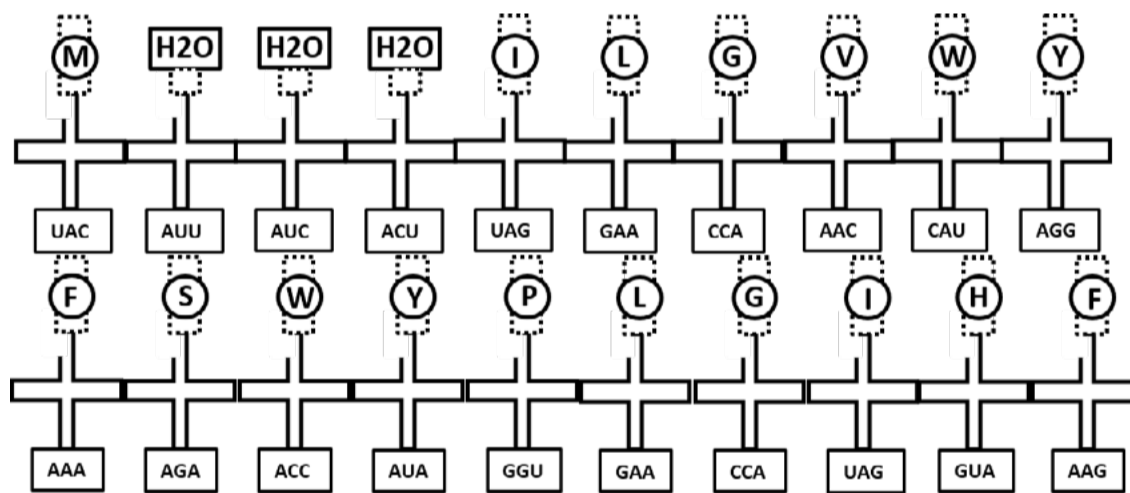 M H2O H2O H2O I L G V W Y
UAC AUU AUC ACU UAG GAA CCA AAC CAU AGG
F S W Y P L G I H F
AAA AGA ACC AUA GGU GAA CCA UAG GUA AAG